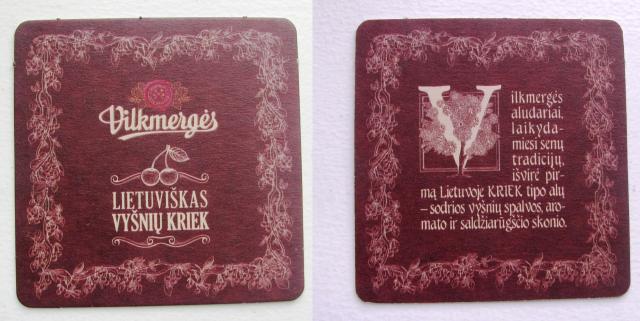 Vilkmergės
LIETUVIŠKAS
VYŠNIŲ KRIEK
Vilkmergės
aludariai,
laikyda-
miesi senų
tradicijų,
išvirė pir-
mą Lietuvoje KRIEK tipo alų
– sodrios vyšnių spalvos, aro-
mato ir saldžiarūgščio skonio.